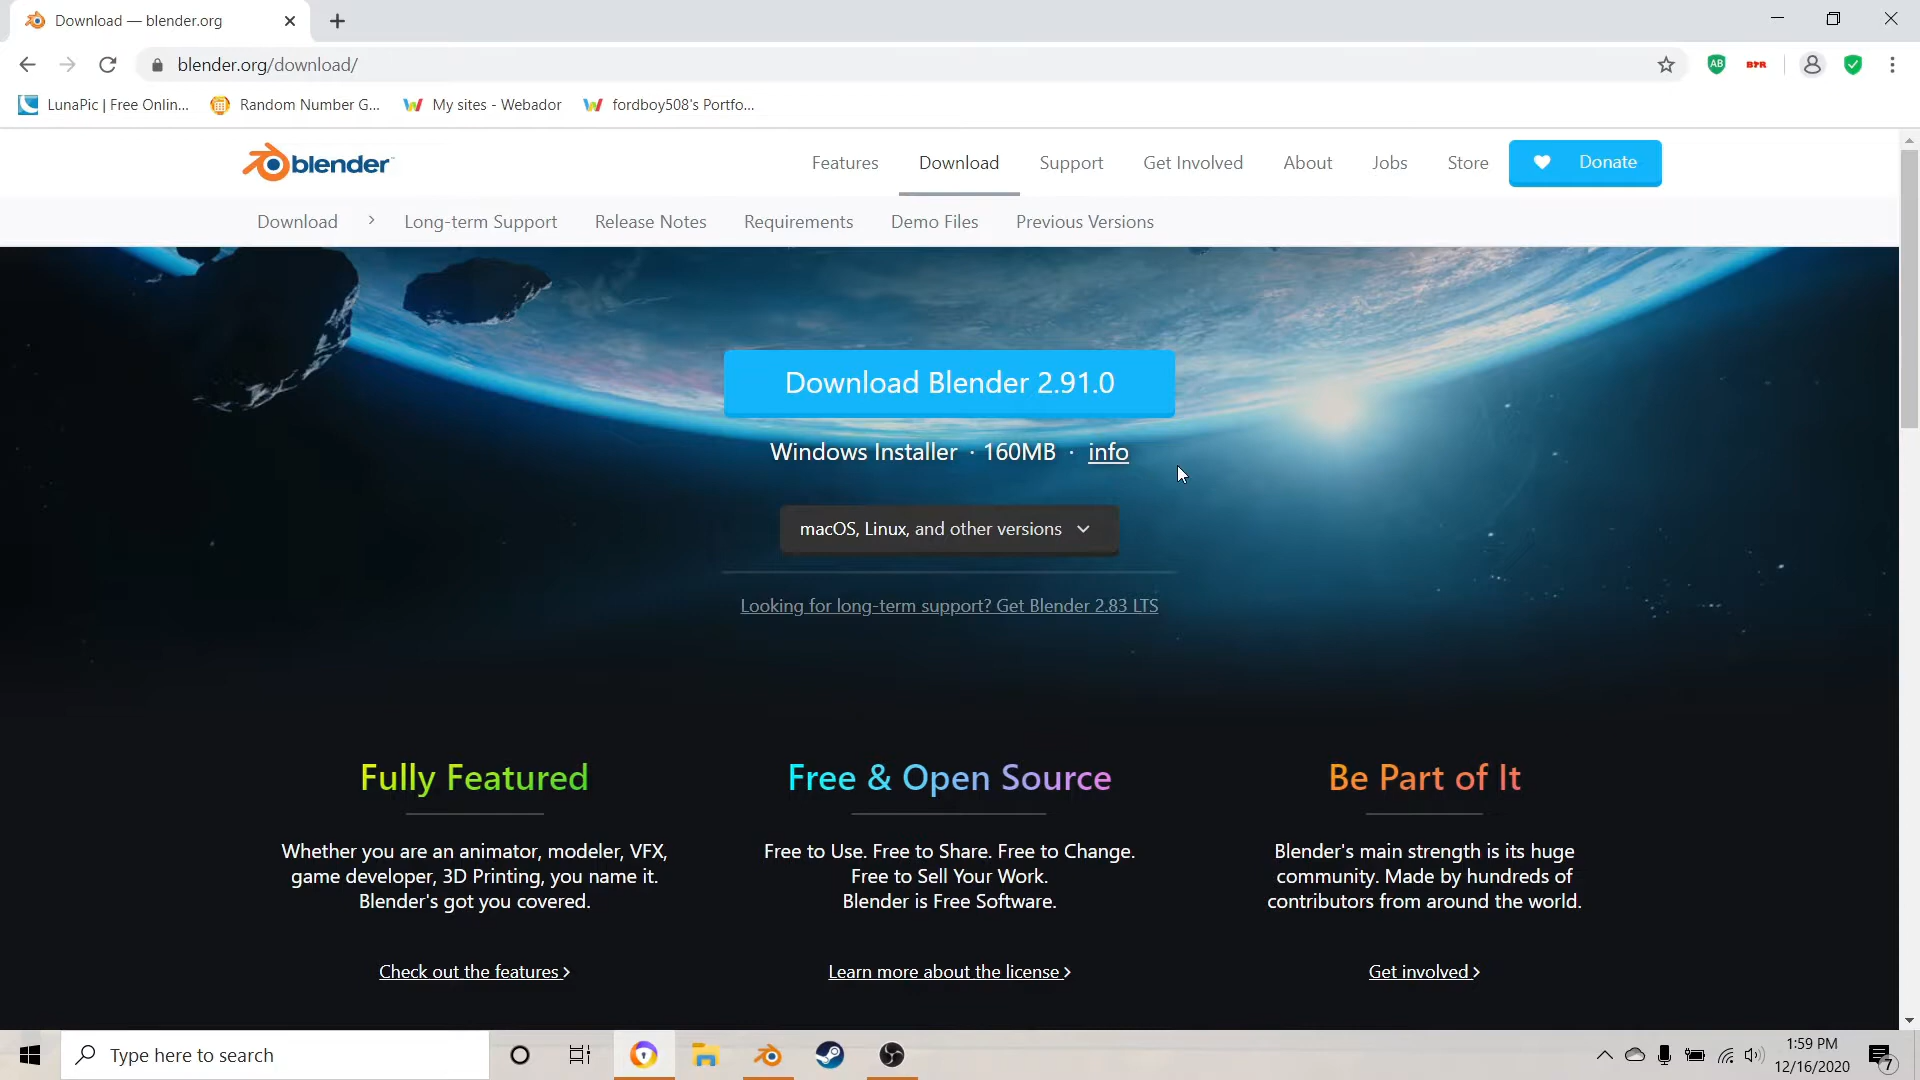 Download — blender.org
blender.org/download/
LunaPic | Free Onlin...
Random Number G...
My sites - Webador
fordboy508's Portfo...
blender
Features
Download
Support
Get Involved
About
Jobs
Store
Donate
Download
Long-term Support
Release Notes
Requirements
Demo Files
Previous Versions
Download Blender 2.91.0
Windows Installer · 160MB · info
macOS, Linux, and other versions
Looking for long-term support? Get Blender 2.83 LTS
Fully Featured
Whether you are an animator, modeler, VFX,
game developer, 3D Printing, you name it.
Blender's got you covered.
Check out the features
Free & Open Source
Free to Use. Free to Share. Free to Change.
Free to Sell Your Work.
Blender is Free Software.
Learn more about the license
Be Part of It
Blender's main strength is its huge
community. Made by hundreds of
contributors from around the world.
Get involved
Type here to search
1:59 PM
12/16/2020
7
AB